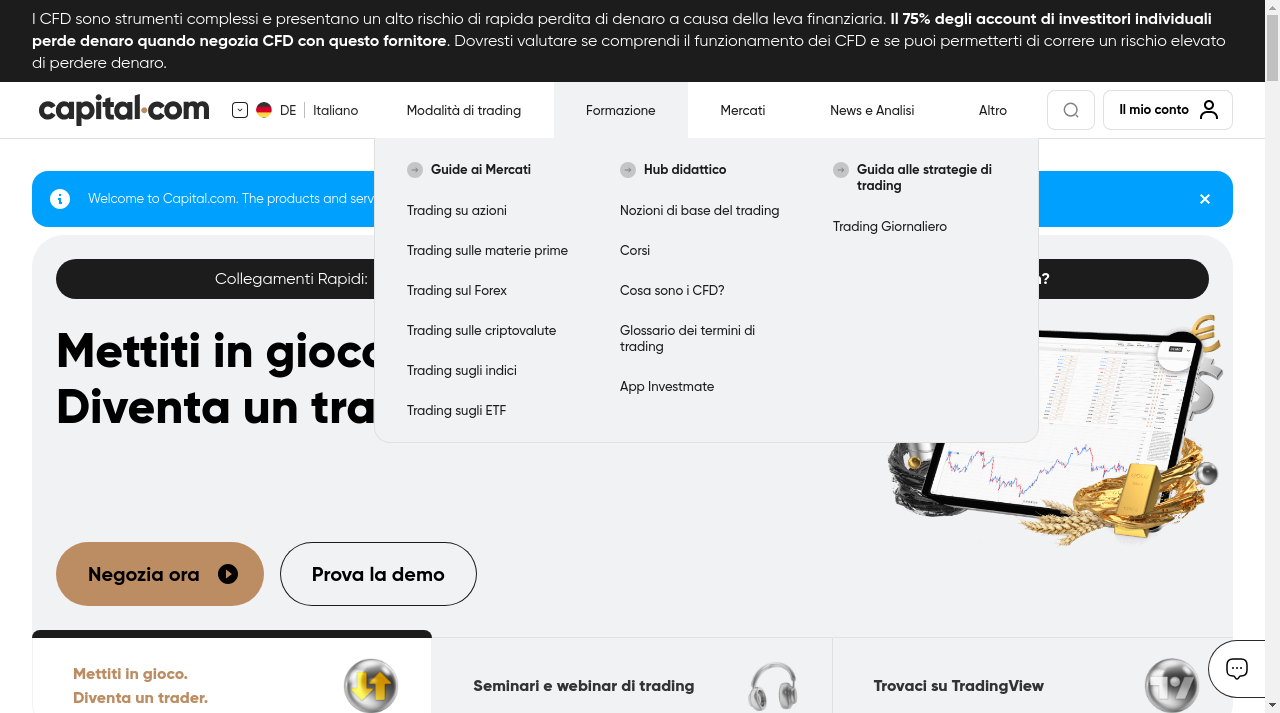 I CFD sono strumenti complessi e presentano un alto rischio di rapida perdita di denaro a causa della leva finanziaria. Il 75% degli account di investitori individuali
perde denaro quando negozia CFD con questo fornitore. Dovresti valutare se comprendi il funzionamento dei CFD e se puoi permetterti di correre un rischio elevato
di perdere denaro.
capital.com DE Italiano Modalità di trading Formazione Mercati News e Analisi Altro Il mio conto
Guide ai Mercati
Trading su azioni
Trading sulle materie prime
Trading sul Forex
Trading sulle criptovalute
Trading sugli indici
Trading sugli ETF
Hub didattico
Nozioni di base del trading
Corsi
Cosa sono i CFD?
Glossario dei termini di
trading
App Investmate
Guida alle strategie di
trading
Trading Giornaliero
Welcome to Capital.com. The products and serv
Collegamenti Rapidi:
Mettiti in gioco
Diventa un tra
Negozia ora
Prova la demo
Mettiti in gioco.
Diventa un trader.
Seminari e webinar di trading
Trovaci su TradingView